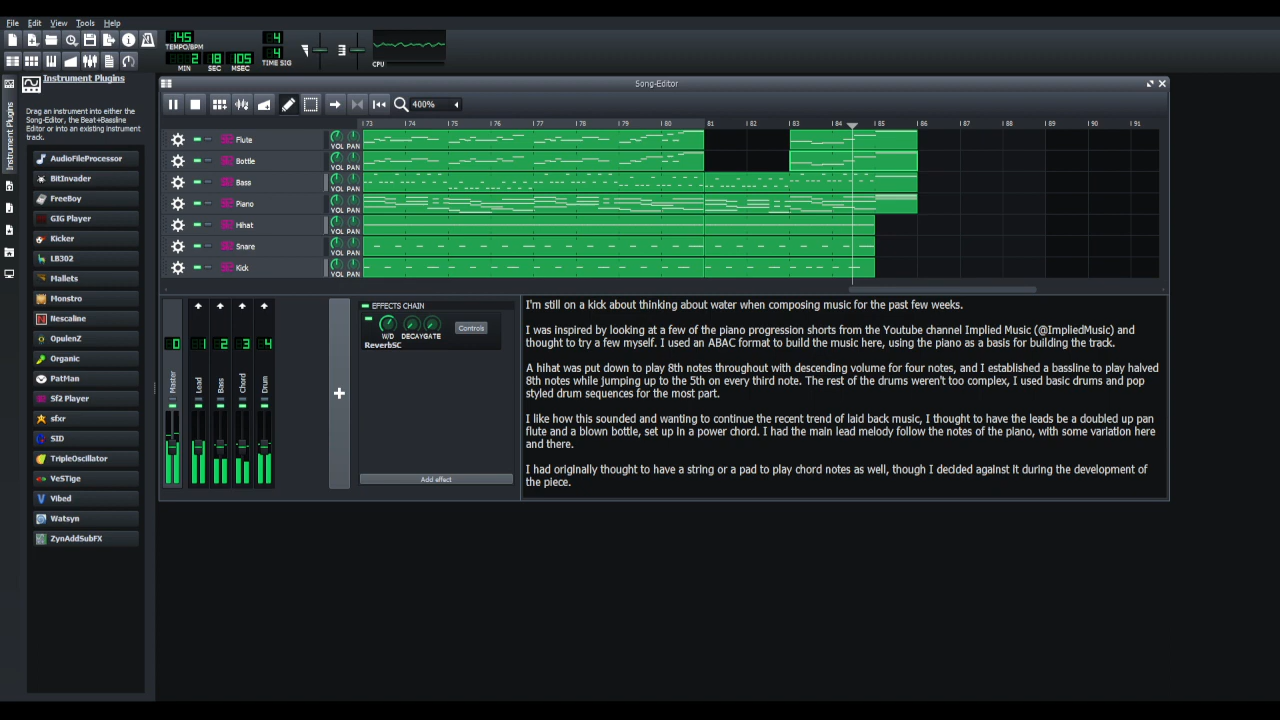 File Edit View Tools Help
145
TEMPO/BPM
2 18 105
MIN SEC MSEC
4
4
TIME SIG
CPU
Instrument Plugins
Instrument Plugins
Drag an instrument into either the
Song-Editor, the Beat+Bassline
Editor or into an existing instrument
track.
AudioFileProcessor
BitInvader
FreeBoy
GIG Player
Kicker
LB302
Mallets
Monstro
Nescaline
OpulenZ
Organic
PatMan
Sf2 Player
sfxr
SID
TripleOscillator
VeSTige
Vibed
Watsyn
ZynAddSubFX
Song-Editor
400%
73 74 75 76 77 78 79 80 81 82 83 84 85 86 87 88 89 90 91
Flute VOL PAN
Bottle VOL PAN
Bass VOL PAN
Piano VOL PAN
Hihat VOL PAN
Snare VOL PAN
Kick VOL PAN
0 1 2 3 4
Master Lead Bass Chord Drum
EFFECTS CHAIN
W/D DECAY GATE
Controls
ReverbSC
Add effect
I'm still on a kick about thinking about water when composing music for the past few weeks.
I was inspired by looking at a few of the piano progression shorts from the Youtube channel Implied Music (@ImpliedMusic) and
thought to try a few myself. I used an ABAC format to build the music here, using the piano as a basis for building the track.
A hihat was put down to play 8th notes throughout with descending volume for four notes, and I established a bassline to play halved
8th notes while jumping up to the 5th on every third note. The rest of the drums weren't too complex, I used basic drums and pop
styled drum sequences for the most part.
I like how this sounded and wanting to continue the recent trend of laid back music, I thought to have the leads be a doubled up pan
flute and a blown bottle, set up in a power chord. I had the main lead melody follow the notes of the piano, with some variation here
and there.
I had originally thought to have a string or a pad to play chord notes as well, though I decided against it during the development of
the piece.